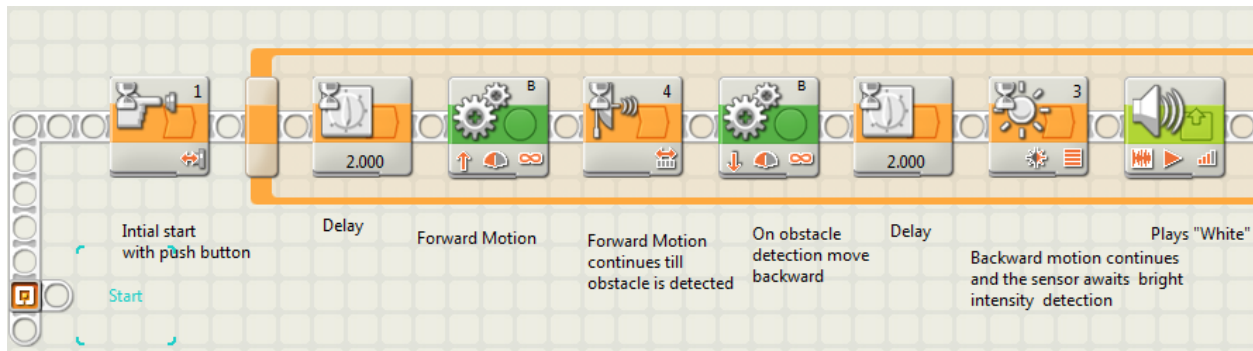 1
2.000
B
4
B
2.000
3
Intial start
with push button
Delay
Forward Motion
Forward Motion
continues till
obstacle is detected
On obstacle
detection move
backward
Delay
Backward motion continues
and the sensor awaits bright
intensity detection
Plays "White"
Start